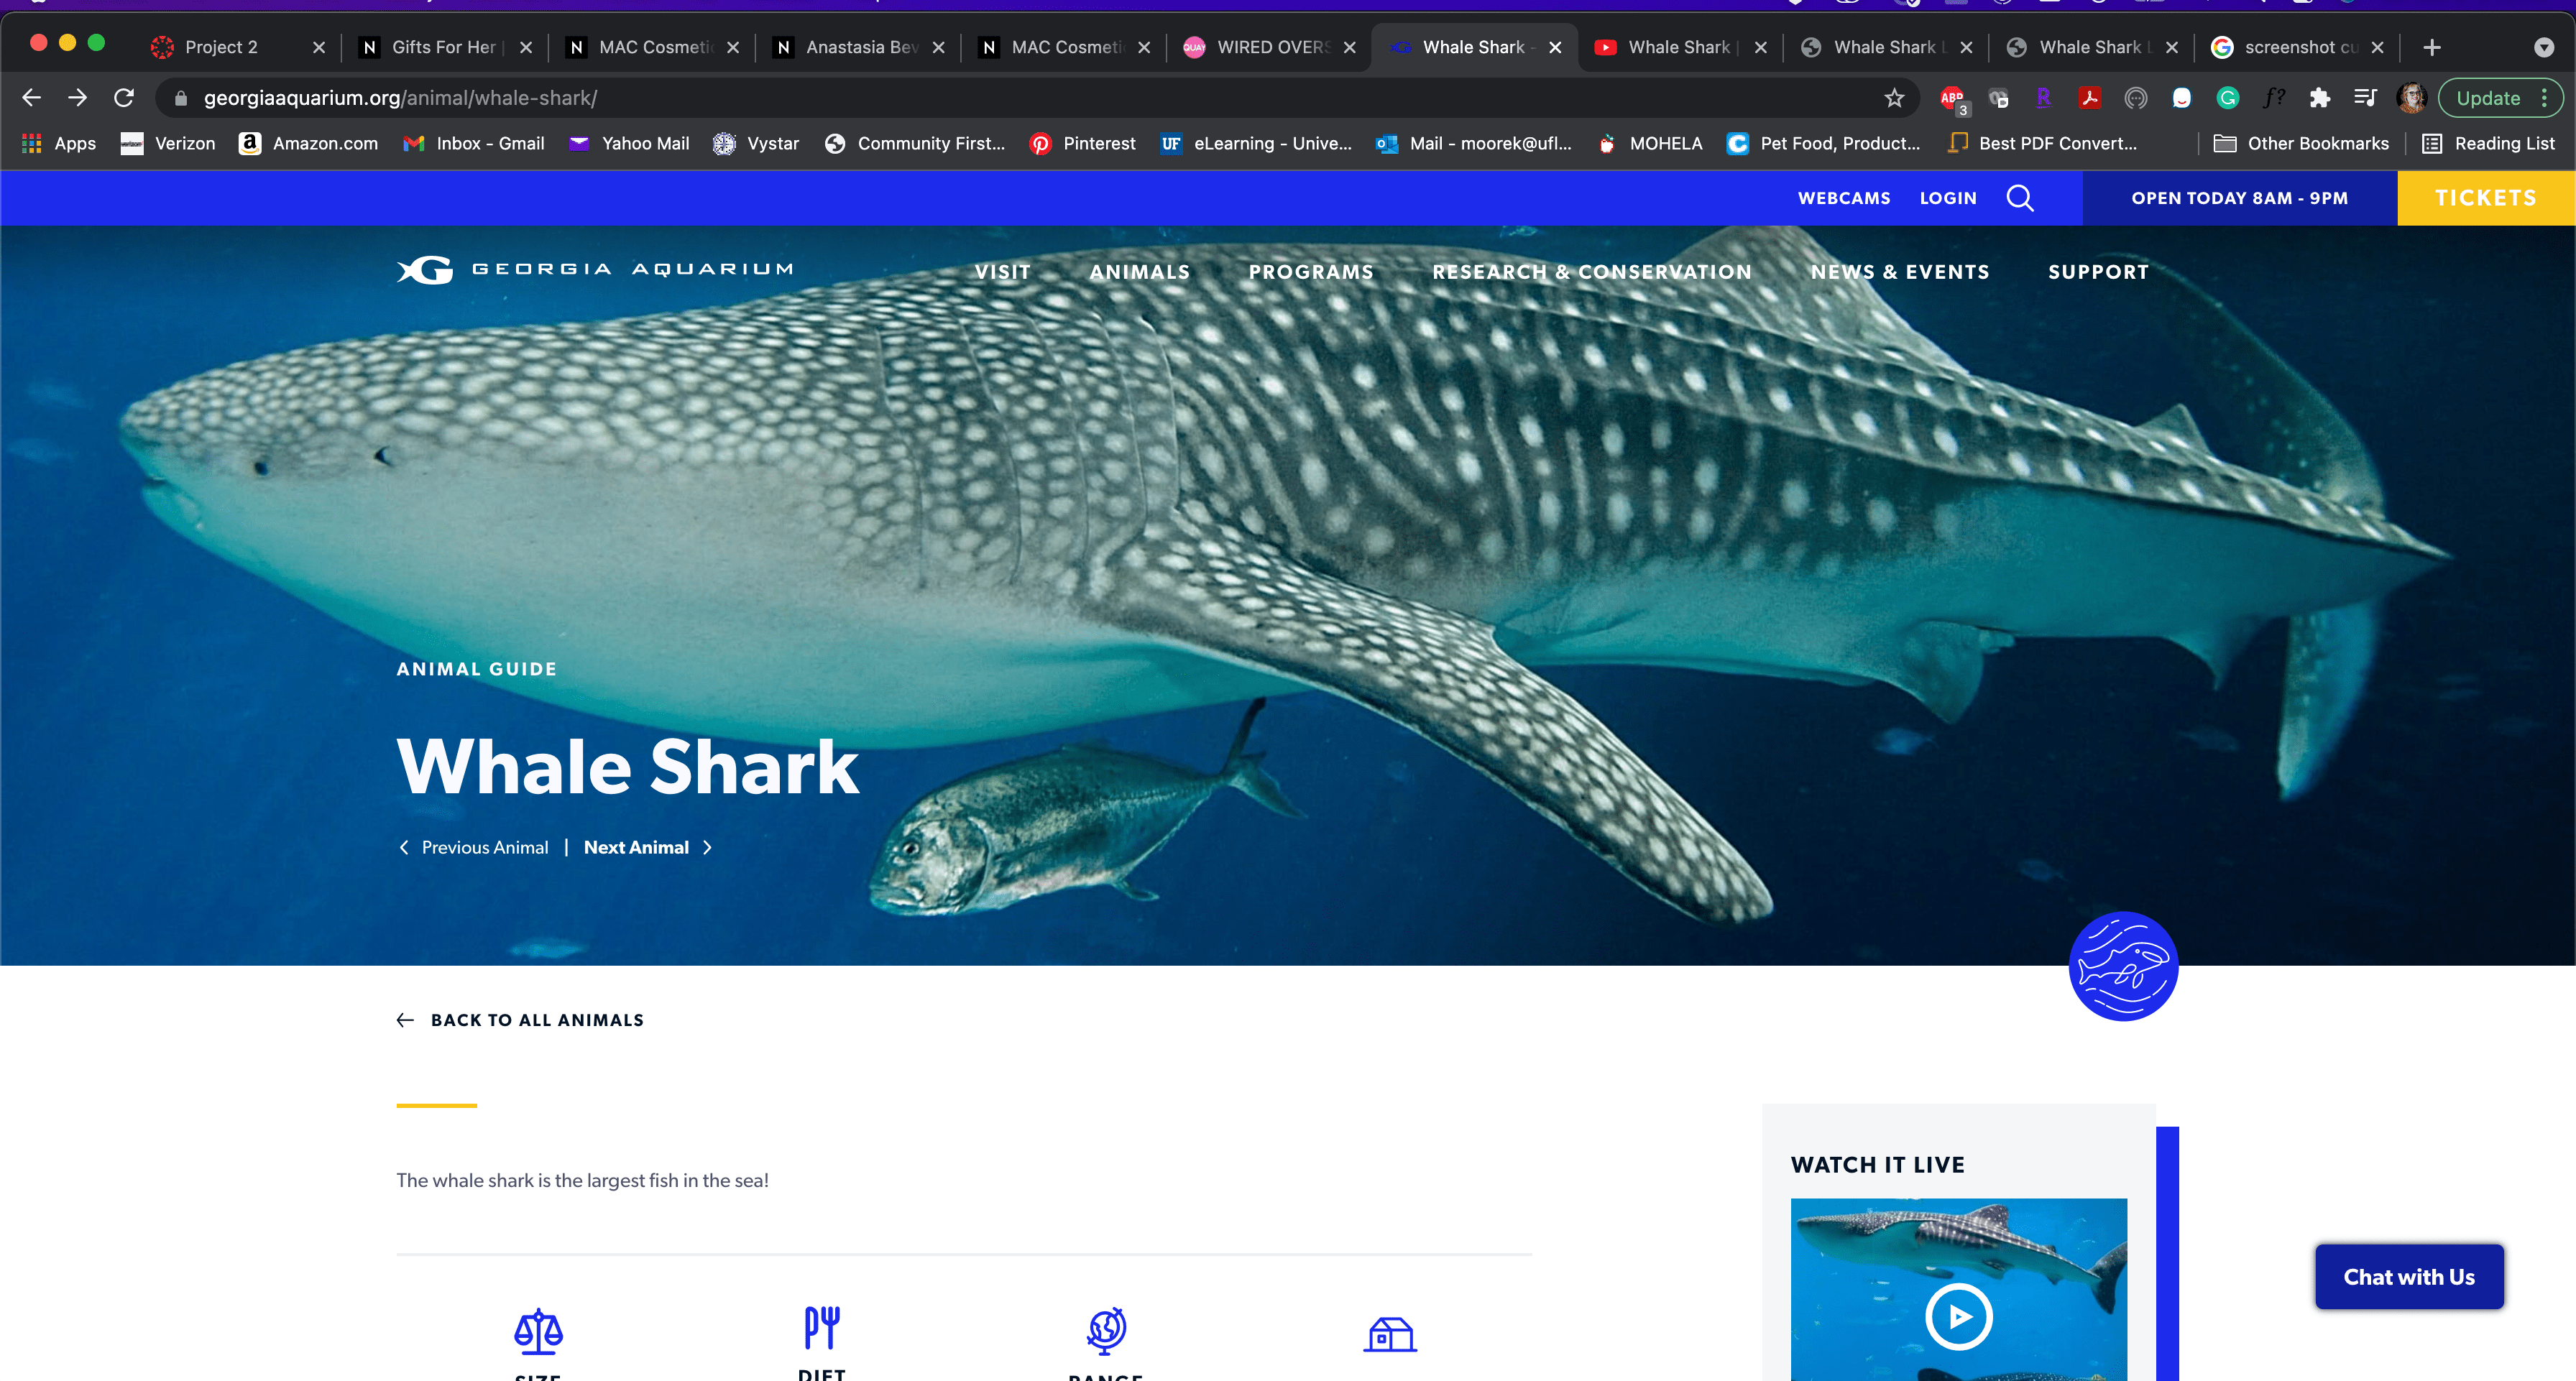 Project 2
Gifts For Her |
MAC Cosmetic
Anastasia Bev
MAC Cosmeti
QUAY
WIRED OVERS
Whale Shark -
Whale Shark |
Whale Shark L
Whale Shark L
screenshot cu
georgiaaquarium.org/animal/whale-shark/
ABP
3
f?
Update
Apps
Verizon
Amazon.com
Inbox - Gmail
Yahoo Mail
Vystar
Community First...
Pinterest
UF
eLearning - Unive...
Mail - moorek@ufl...
MOHELA
Pet Food, Product...
Best PDF Convert...
Other Bookmarks
Reading List
WEBCAMS
LOGIN
OPEN TODAY 8AM - 9PM
TICKETS
GEORGIA AQUARIUM
VISIT
ANIMALS
PROGRAMS
RESEARCH & CONSERVATION
NEWS & EVENTS
SUPPORT
ANIMAL GUIDE
Whale Shark
Previous Animal | Next Animal
BACK TO ALL ANIMALS
The whale shark is the largest fish in the sea!
WATCH IT LIVE
Chat with Us
SIZE
DIET
RANGE